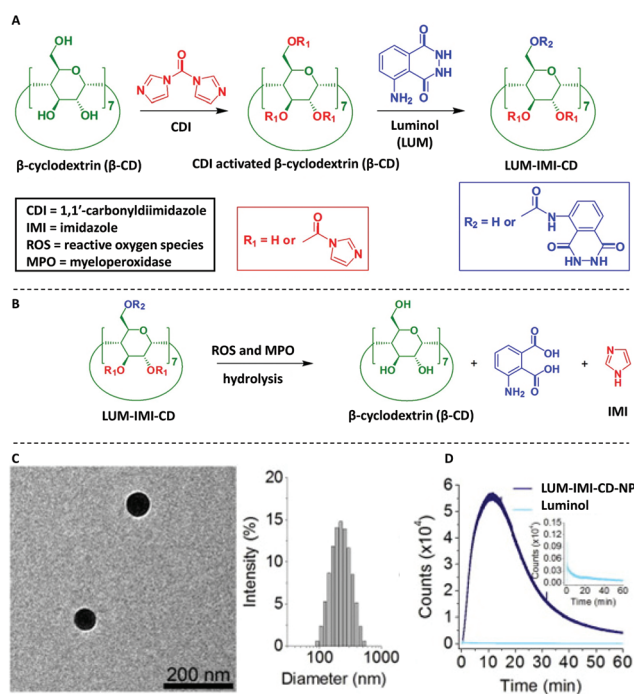 A
OH
O
7
HO OH
β-cyclodextrin (β-CD)
O
N N N N
CDI
OR₁
O
7
R₁O OR₁
CDI activated β-cyclodextrin (β-CD)
O
NH
NH
NH₂ O
Luminol
(LUM)
OR₂
O
7
R₁O OR₁
LUM-IMI-CD
CDI = 1,1′-carbonyldiimidazole
IMI = imidazole
ROS = reactive oxygen species
MPO = myeloperoxidase
R₁ = H or
O
N N
R₂ = H or
O
N
H
O O
HN-NH
B
OR₂
O
7
R₁O OR₁
LUM-IMI-CD
ROS and MPO
hydrolysis
OH
O
7
HO OH
β-cyclodextrin (β-CD)
+
O
OH
OH
NH₂ O
+
N
N
H
IMI
C
200 nm
Intensity (%)
20
15
10
5
0
100 1000
Diameter (nm)
D
LUM-IMI-CD-NP
Luminol
Counts (x10⁴)
6
5
4
3
2
1
0
0 10 20 30 40 50 60
Time (min)
Counts (x10⁴)
0.15
0.12
0.09
0.06
0.03
0.00
0 20 40 60
Time (min)